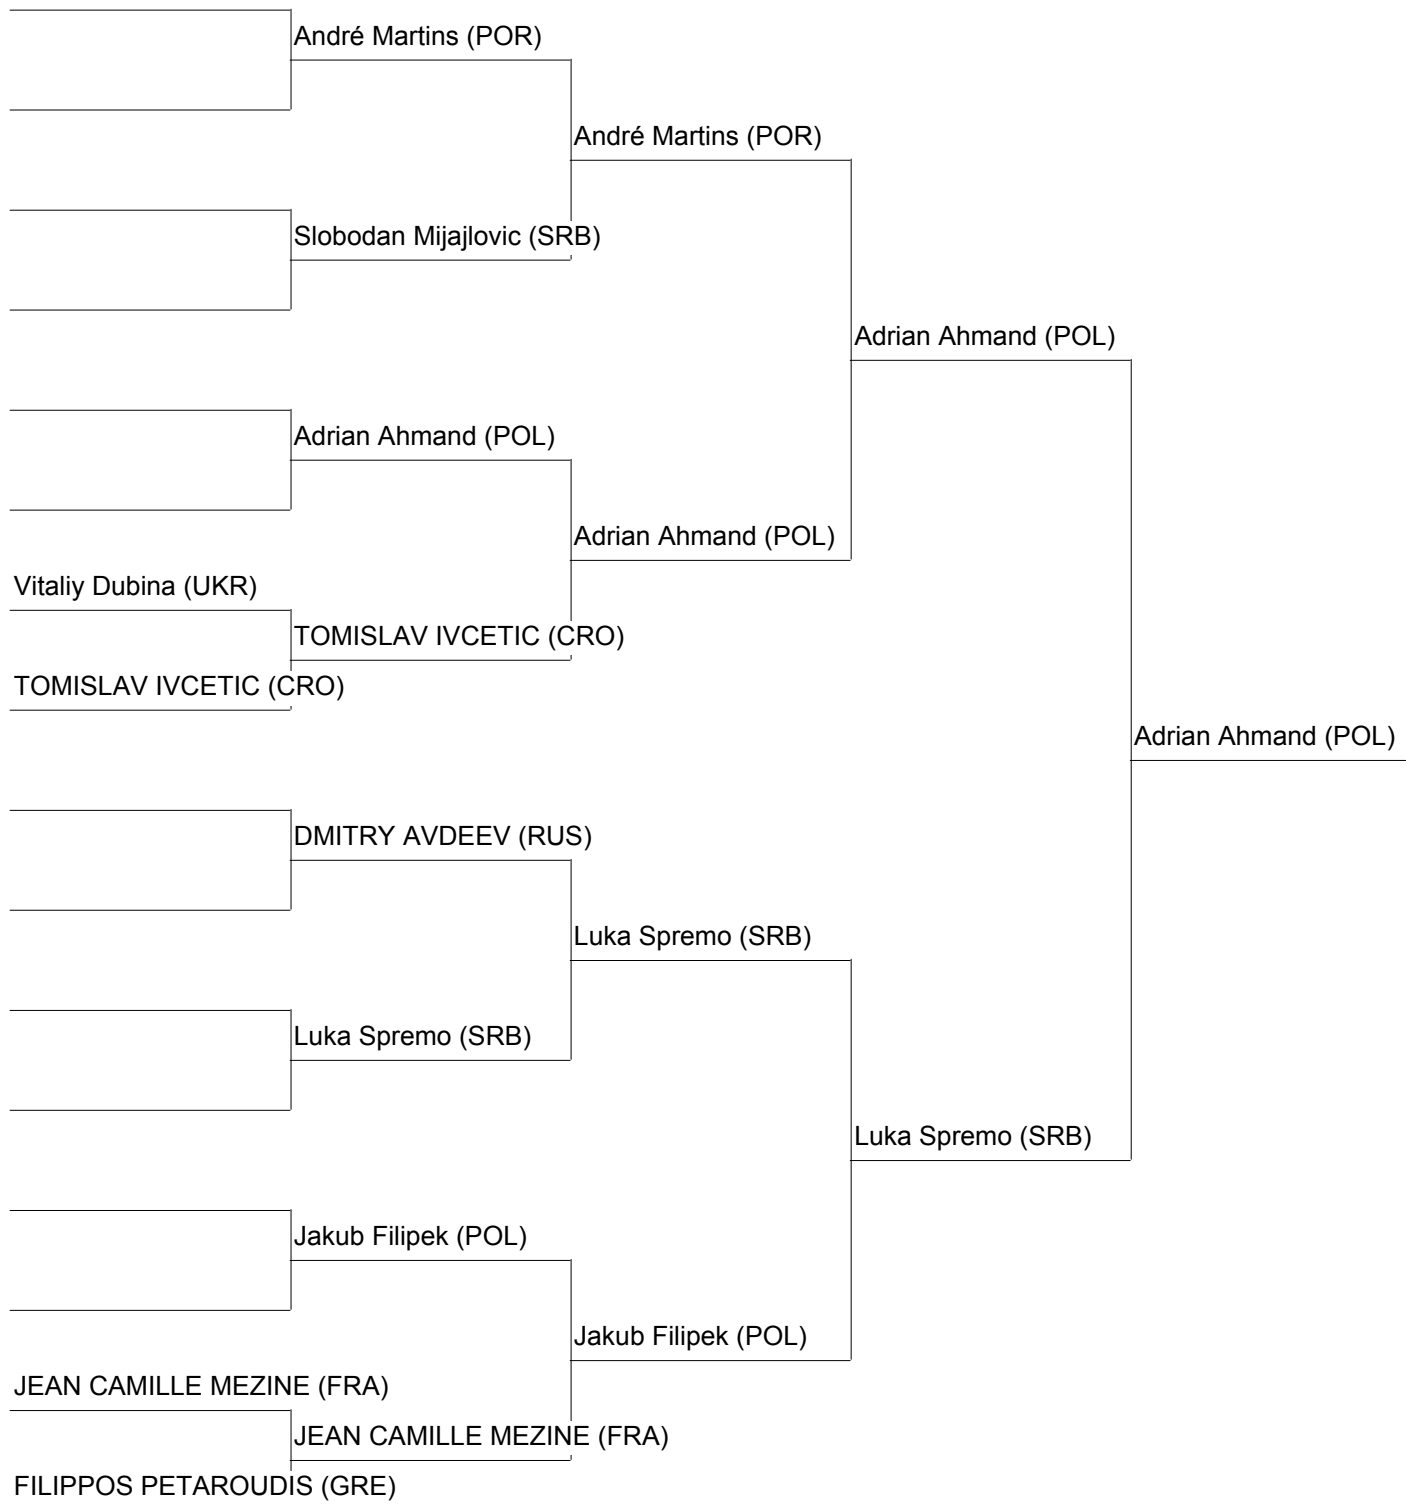 André Martins (POR)
André Martins (POR)
Slobodan Mijajlovic (SRB)
Adrian Ahmand (POL)
Adrian Ahmand (POL)
Adrian Ahmand (POL)
Vitaliy Dubina (UKR)
TOMISLAV IVCETIC (CRO)
TOMISLAV IVCETIC (CRO)
Adrian Ahmand (POL)
DMITRY AVDEEV (RUS)
Luka Spremo (SRB)
Luka Spremo (SRB)
Luka Spremo (SRB)
Jakub Filipek (POL)
Jakub Filipek (POL)
JEAN CAMILLE MEZINE (FRA)
JEAN CAMILLE MEZINE (FRA)
FILIPPOS PETAROUDIS (GRE)